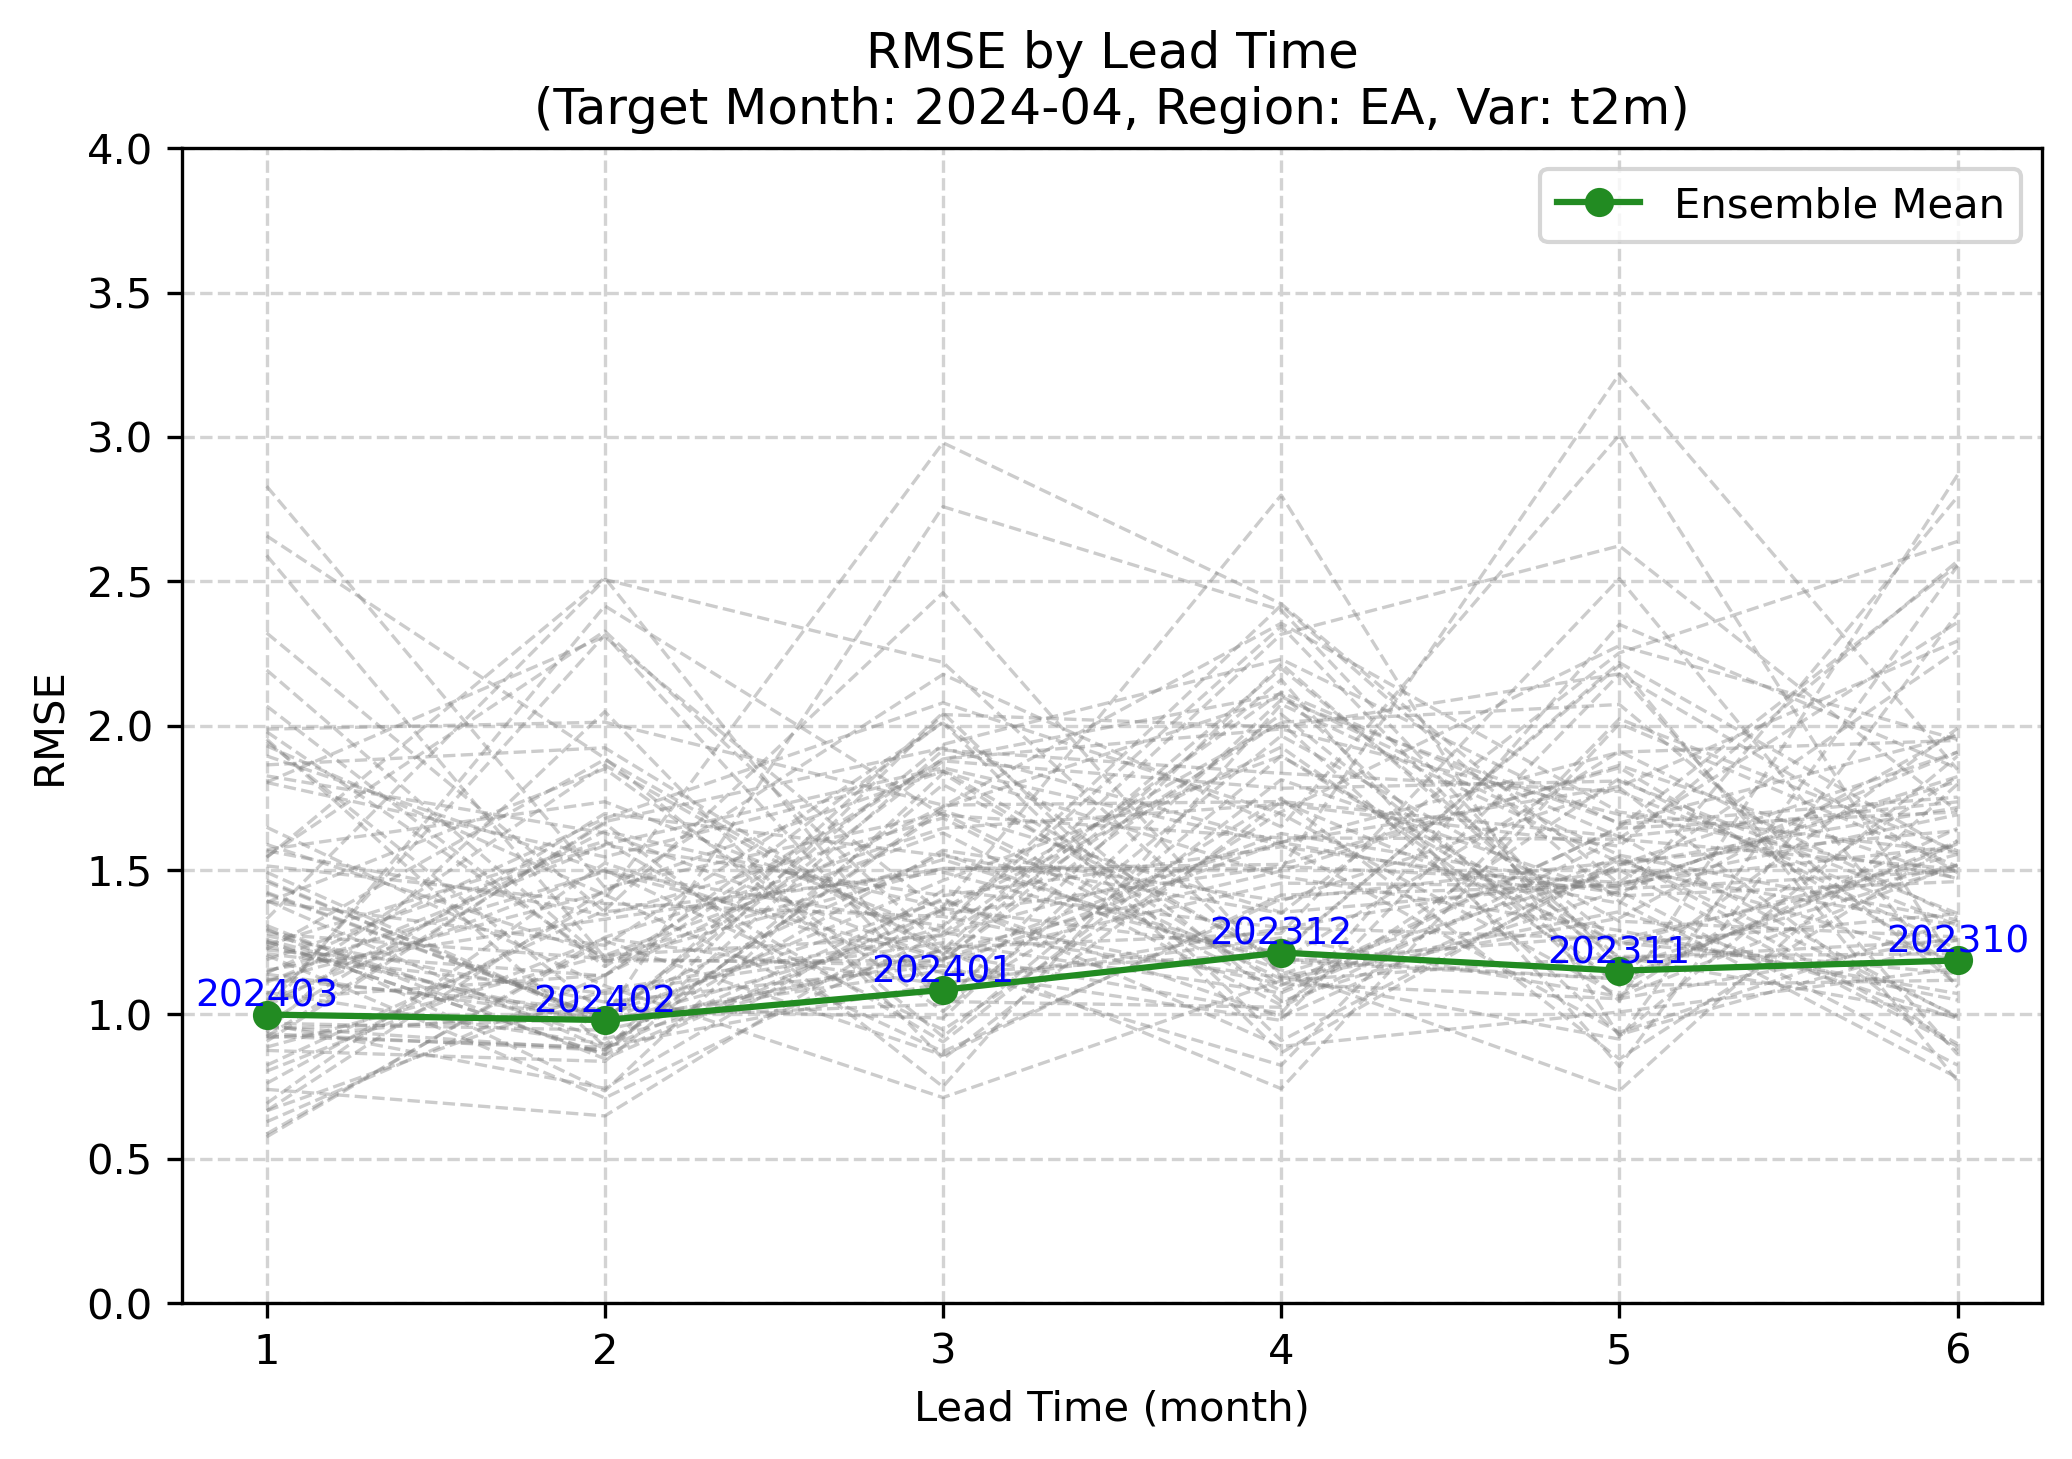 RMSE by Lead Time
(Target Month: 2024-04, Region: EA, Var: t2m)
4.0
3.5
3.0
2.5
2.0
1.5
1.0
0.5
0.0
RMSE
Ensemble Mean
202403
202402
202401
202312
202311
202310
1 2 3 4 5 6
Lead Time (month)